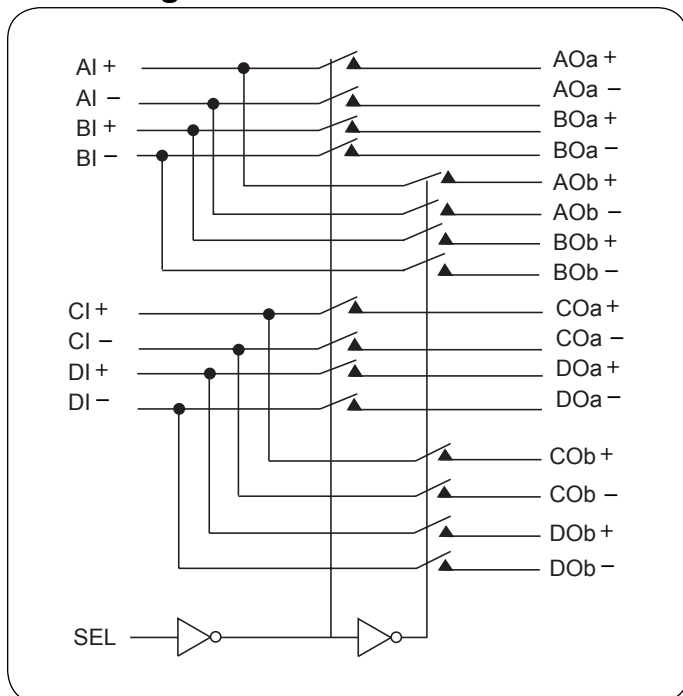 AI + AOa +
AI − AOa −
BI + BOa +
BI − BOa −
AOb +
AOb −
BOb +
BOb −
CI + COa +
CI − COa −
DI + DOa +
DI − DOa −
COb +
COb −
DOb +
DOb −
SEL